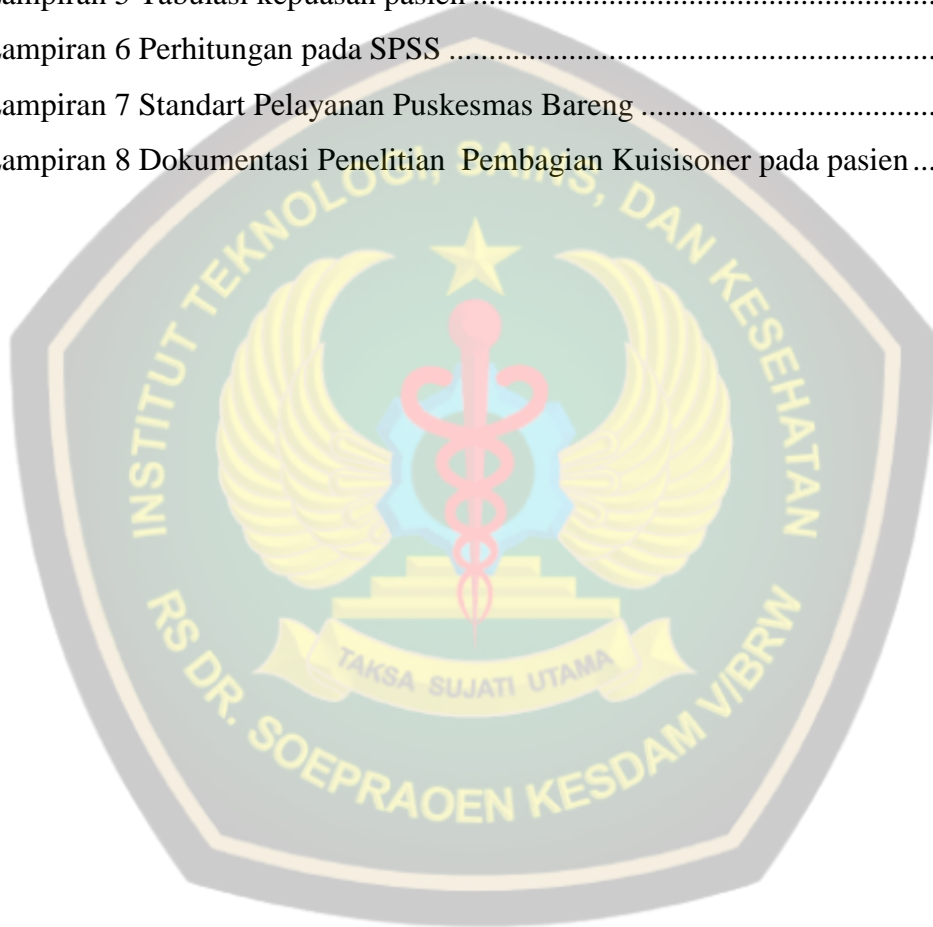 Lampiran 5 Tabulasi kepuasan pasien ..........................................................
Lampiran 6 Perhitungan pada SPSS .............................................................
Lampiran 7 Standart Pelayanan Puskesmas Bareng .....................................
Lampiran 8 Dokumentasi Penelitian  Pembagian Kuisisoner pada pasien ...
INSTITUT TEKNOLOGI, SAINS, DAN KESEHATAN
TAKSA SUJATI UTAMA
RS DR. SOEPRAOEN KESDAM V/BRW